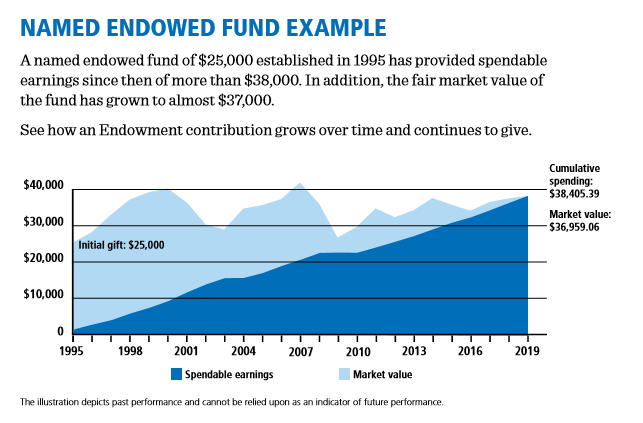 NAMED ENDOWED FUND EXAMPLE
A named endowed fund of $25,000 established in 1995 has provided spendable
earnings since then of more than $38,000. In addition, the fair market value of
the fund has grown to almost $37,000.
See how an Endowment contribution grows over time and continues to give.
Cumulative
spending:
$38,405.39
Market value:
$36,959.06
$40,000
$30,000
Initial gift: $25,000
$20,000
$10,000
0
1995 1998 2001 2004 2007 2010 2013 2016 2019
Spendable earnings Market value
The illustration depicts past performance and cannot be relied upon as an indicator of future performance.